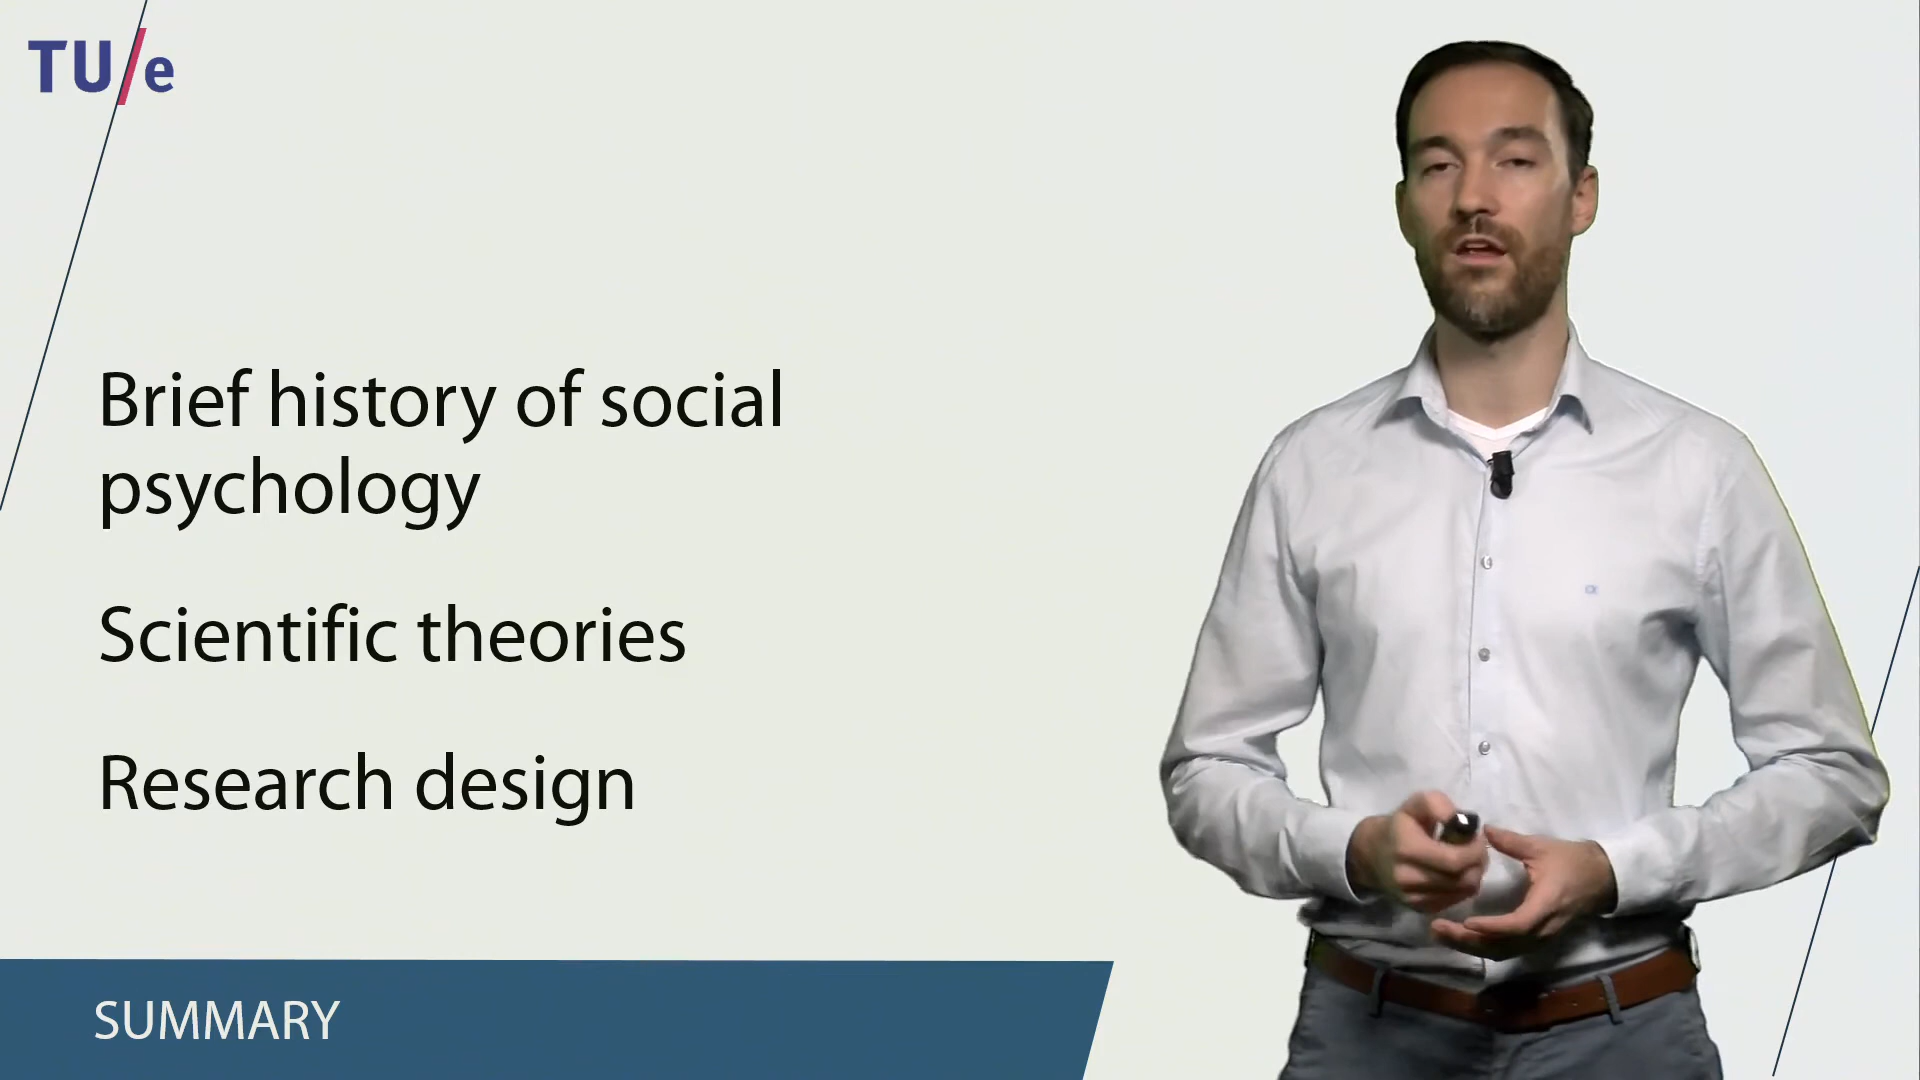 TU/e
Brief history of social
psychology
Scientific theories
Research design
SUMMARY